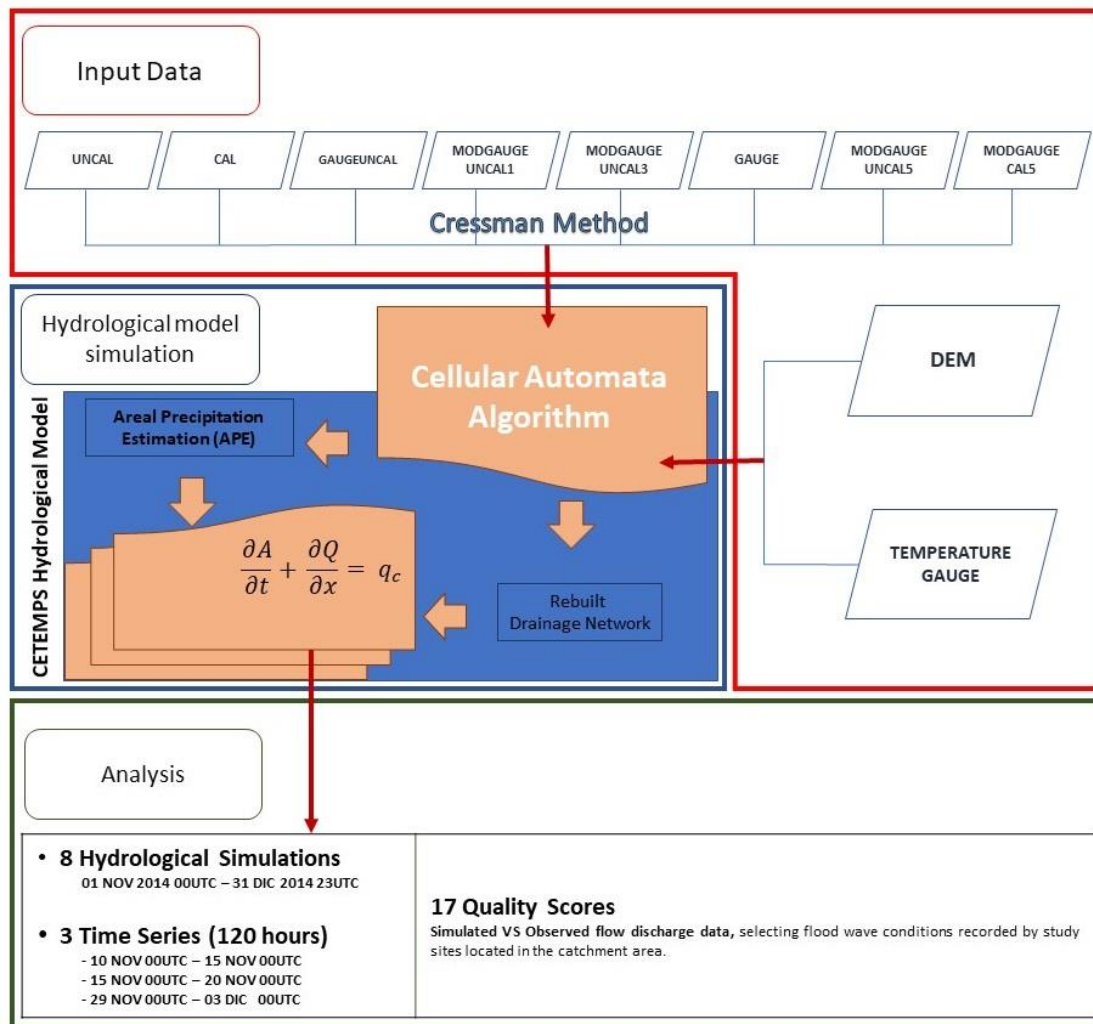 Input Data
UNCAL
CAL
GAUGEUNCAL
MODGAUGE
UNCAL1
MODGAUGE
UNCAL3
GAUGE
MODGAUGE
UNCAL5
MODGAUGE
CAL5
Cressman Method
Hydrological model
simulation
Cellular Automata
Algorithm
DEM
CETEMPS Hydrological Model
Areal Precipitation
Estimation (APE)
∂A/∂t + ∂Q/∂x = q_c
Rebuilt
Drainage Network
TEMPERATURE
GAUGE
Analysis
• 8 Hydrological Simulations
01 NOV 2014 00UTC – 31 DIC 2014 23UTC
• 3 Time Series (120 hours)
- 10 NOV 00UTC – 15 NOV 00UTC
- 15 NOV 00UTC – 20 NOV 00UTC
- 29 NOV 00UTC – 03 DIC 00UTC
17 Quality Scores
Simulated VS Observed flow discharge data, selecting flood wave conditions recorded by study
sites located in the catchment area.